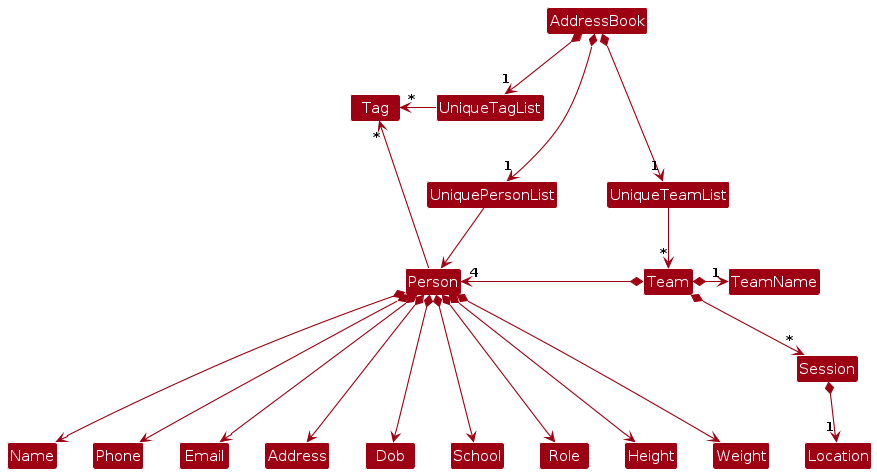 AddressBook
1
Tag
*
UniqueTagList
*
1
1
UniquePersonList
UniqueTeamList
*
Person
4
Team
1
TeamName
*
Session
1
Name
Phone
Email
Address
Dob
School
Role
Height
Weight
Location